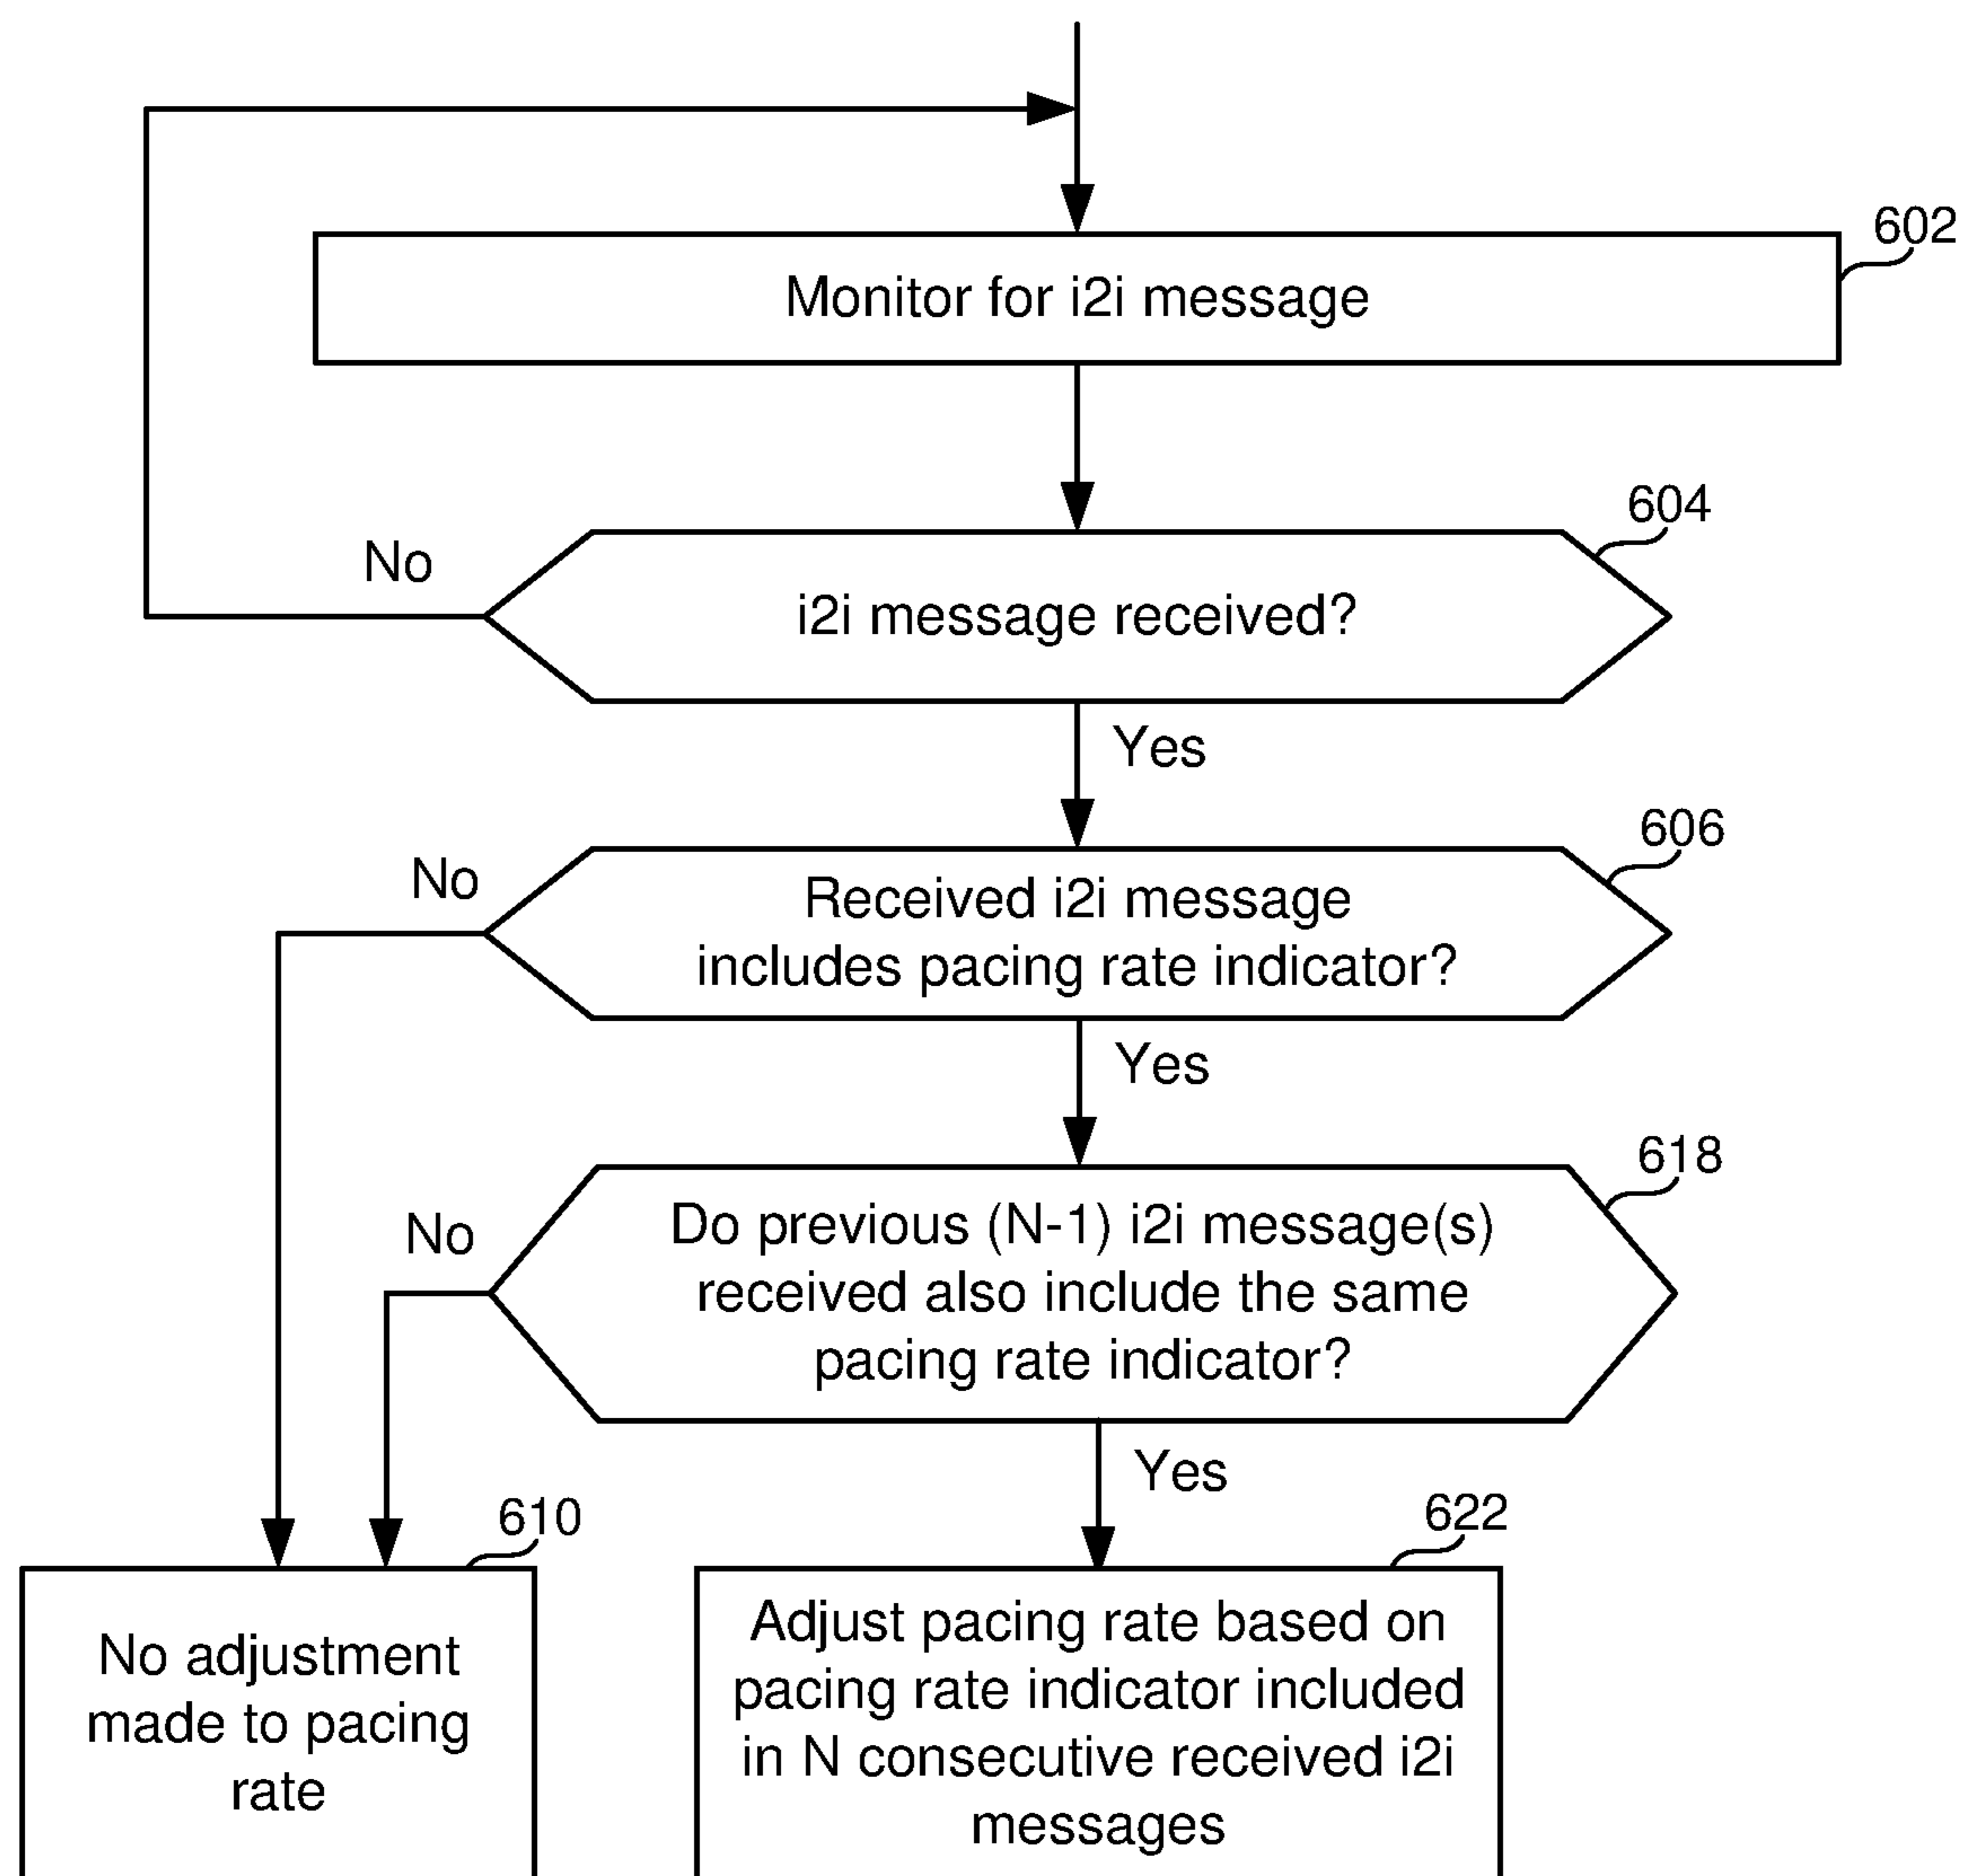 602
Monitor for i2i message
604
No
i2i message received?
Yes
606
No
Received i2i message
includes pacing rate indicator?
Yes
618
No
Do previous (N-1) i2i message(s)
received also include the same
pacing rate indicator?
Yes
610
622
No adjustment
made to pacing
rate
Adjust pacing rate based on
pacing rate indicator included
in N consecutive received i2i
messages